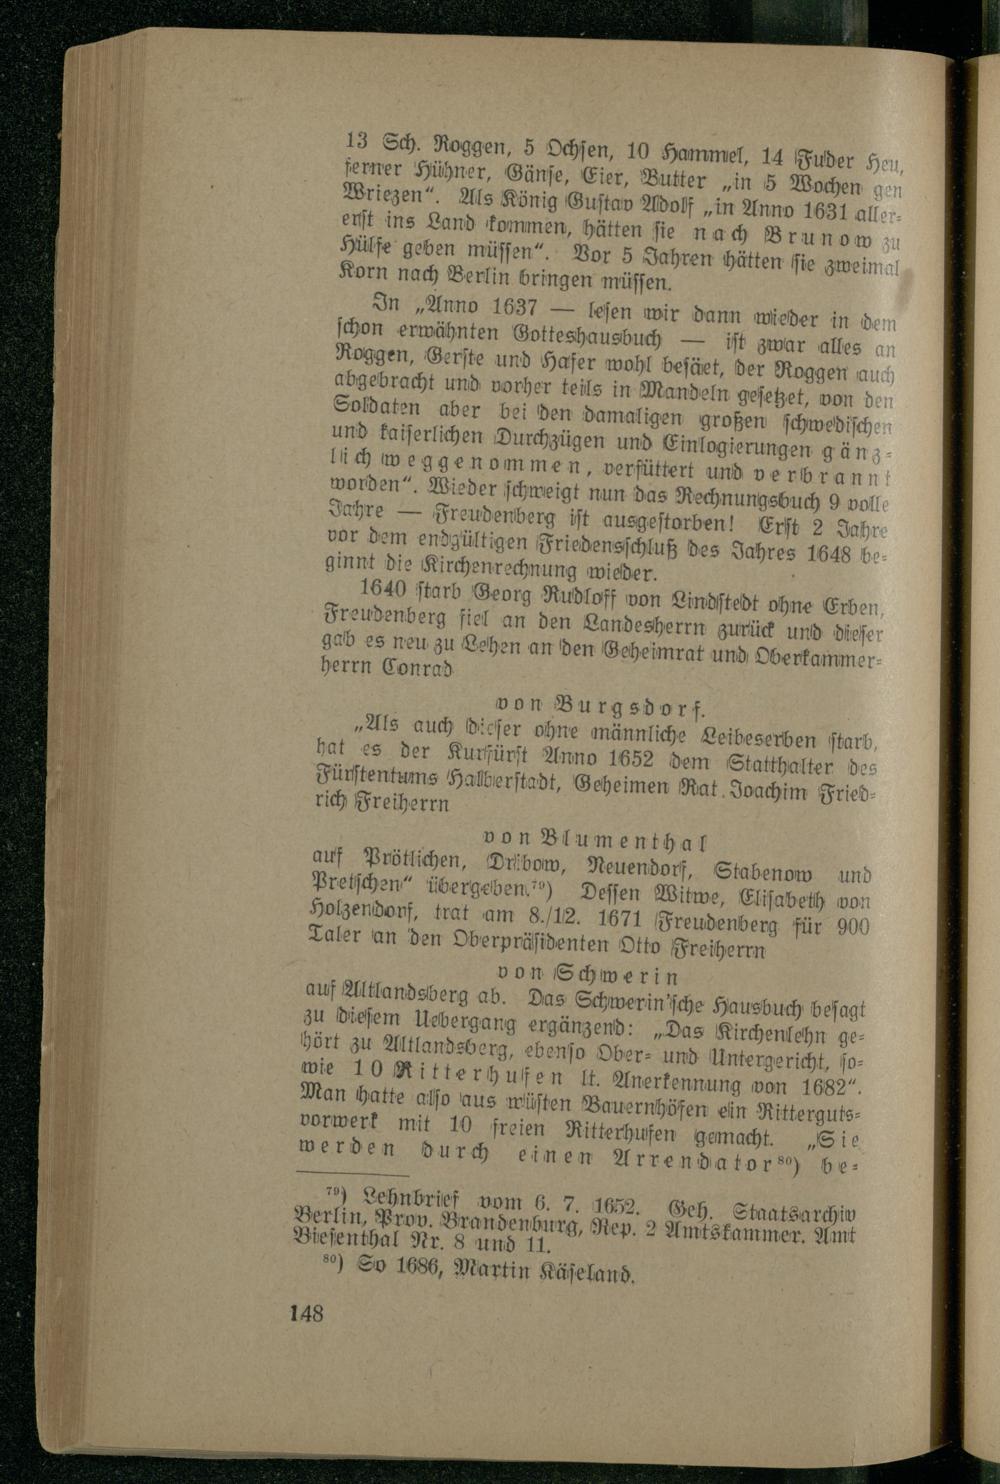 13 Sch. Roggen, 5 Ochsen, 10 Hammel, 14 Fuder Heu,
ferner Hühner, Gänse, Eier, Butter „in 5 Wochen gen
Wriezen“. Als König Gustav Adolf „in Anno 1631 aller-
erst ins Land kommen, hätten sie nach Brunow zu
Hülfe geben müssen“. Vor 5 Jahren hätten sie zweimal
Korn nach Berlin bringen müssen.
In „Anno 1637 — lesen wir dann wieder in dem
schon erwähnten Gotteshausbuch — ist zwar alles an
Roggen, Gerste und Hafer wohl besäet, der Roggen auch
abgebracht und vorher teils in Mandeln gesetzet, von den
Soldaten aber bei den damaligen großen schwedischen
und kaiserlichen Durchzügen und Einlogierungen gänz-
lich weggenommen, verfüttert und verbrannt
worden“. Wieder schweigt nun das Rechnungsbuch 9 volle
Jahre — Freudenberg ist ausgestorben! Erst 2 Jahre
vor dem endgültigen Friedensschluß des Jahres 1648 be-
ginnt die Kirchenrechnung wieder.
1640 starb Georg Rudloff von Lindstedt ohne Erben,
Freudenberg fiel an den Landesherrn zurück und dieser
gab es neu zu Lehen an den Geheimrat und Oberkammer-
herrn Conrad
von Burgsdorf.
„Als auch dieser ohne männliche Leibeserben starb,
hat es der Kurfürst Anno 1652 dem Statthalter des
Fürstentums Halberstadt, Geheimen Rat Joachim Fried-
rich Freiherrn
von Blumenthal
auf Prötlichen, Dribow, Neuendorf, Stabenow und
Pretschen“ übergeben.⁷⁹) Dessen Witwe, Elisabeth von
Holzendorf, trat am 8./12. 1671 Freudenberg für 900
Taler an den Oberpräsidenten Otto Freiherrn
von Schwerin
auf Altlandsberg ab. Das Schwerin’sche Hausbuch besagt
zu diesem Uebergang ergänzend: „Das Kirchenlehn ge-
hört zu Altlandsberg, ebenso Ober- und Untergericht, so-
wie 10 Ritterhufen lt. Anerkennung von 1682“.
Man hatte also aus wüsten Bauernhöfen ein Ritterguts-
vorwerk mit 10 freien Ritterhufen gemacht. „Sie
werden durch einen Arrendator⁸⁰) be-
⁷⁹) Lehnbrief vom 6. 7. 1652. Geh. Staatsarchiv
Berlin, Prov. Brandenburg, Rep. 2 Amtskammer. Amt
Biesenthal Nr. 8 und 11.
⁸⁰) So 1686, Martin Käseland.
148